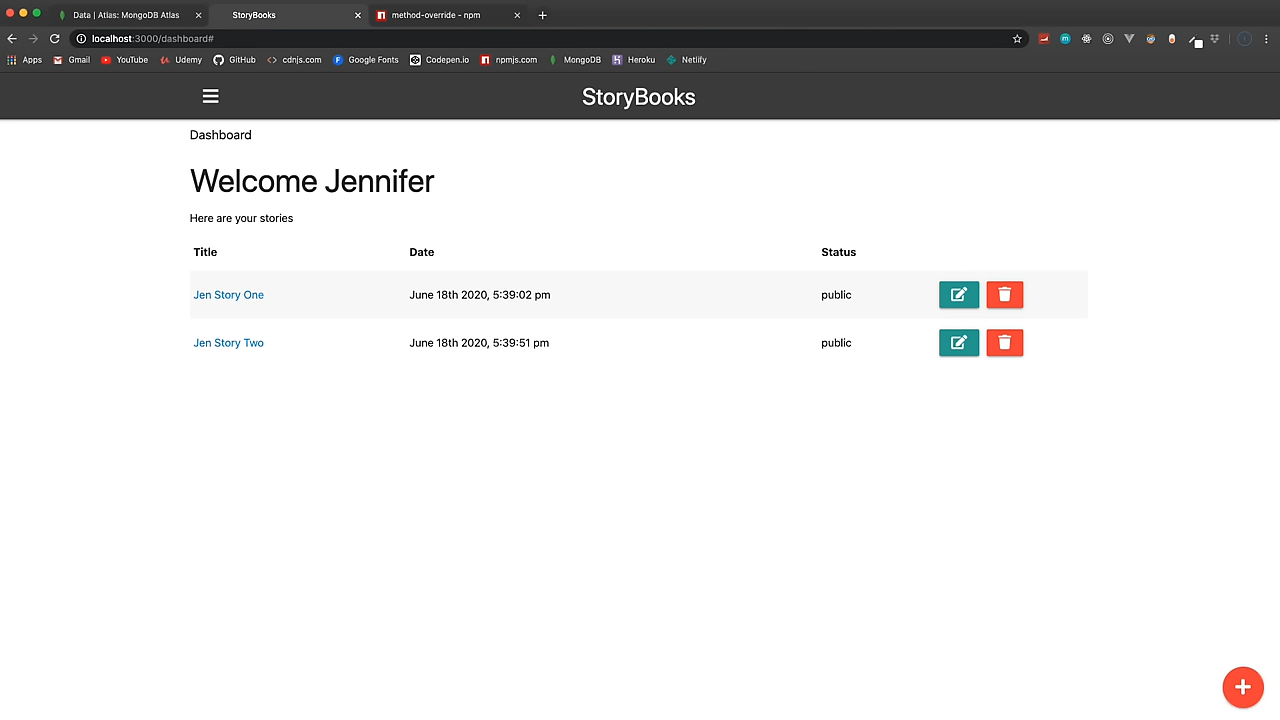 Data | Atlas: MongoDB Atlas
StoryBooks
method-override - npm
localhost:3000/dashboard#
Apps Gmail YouTube Udemy GitHub cdnjs.com Google Fonts Codepen.io npmjs.com MongoDB Heroku Netlify
StoryBooks
Dashboard
Welcome Jennifer
Here are your stories
Title Date Status
Jen Story One June 18th 2020, 5:39:02 pm public
Jen Story Two June 18th 2020, 5:39:51 pm public